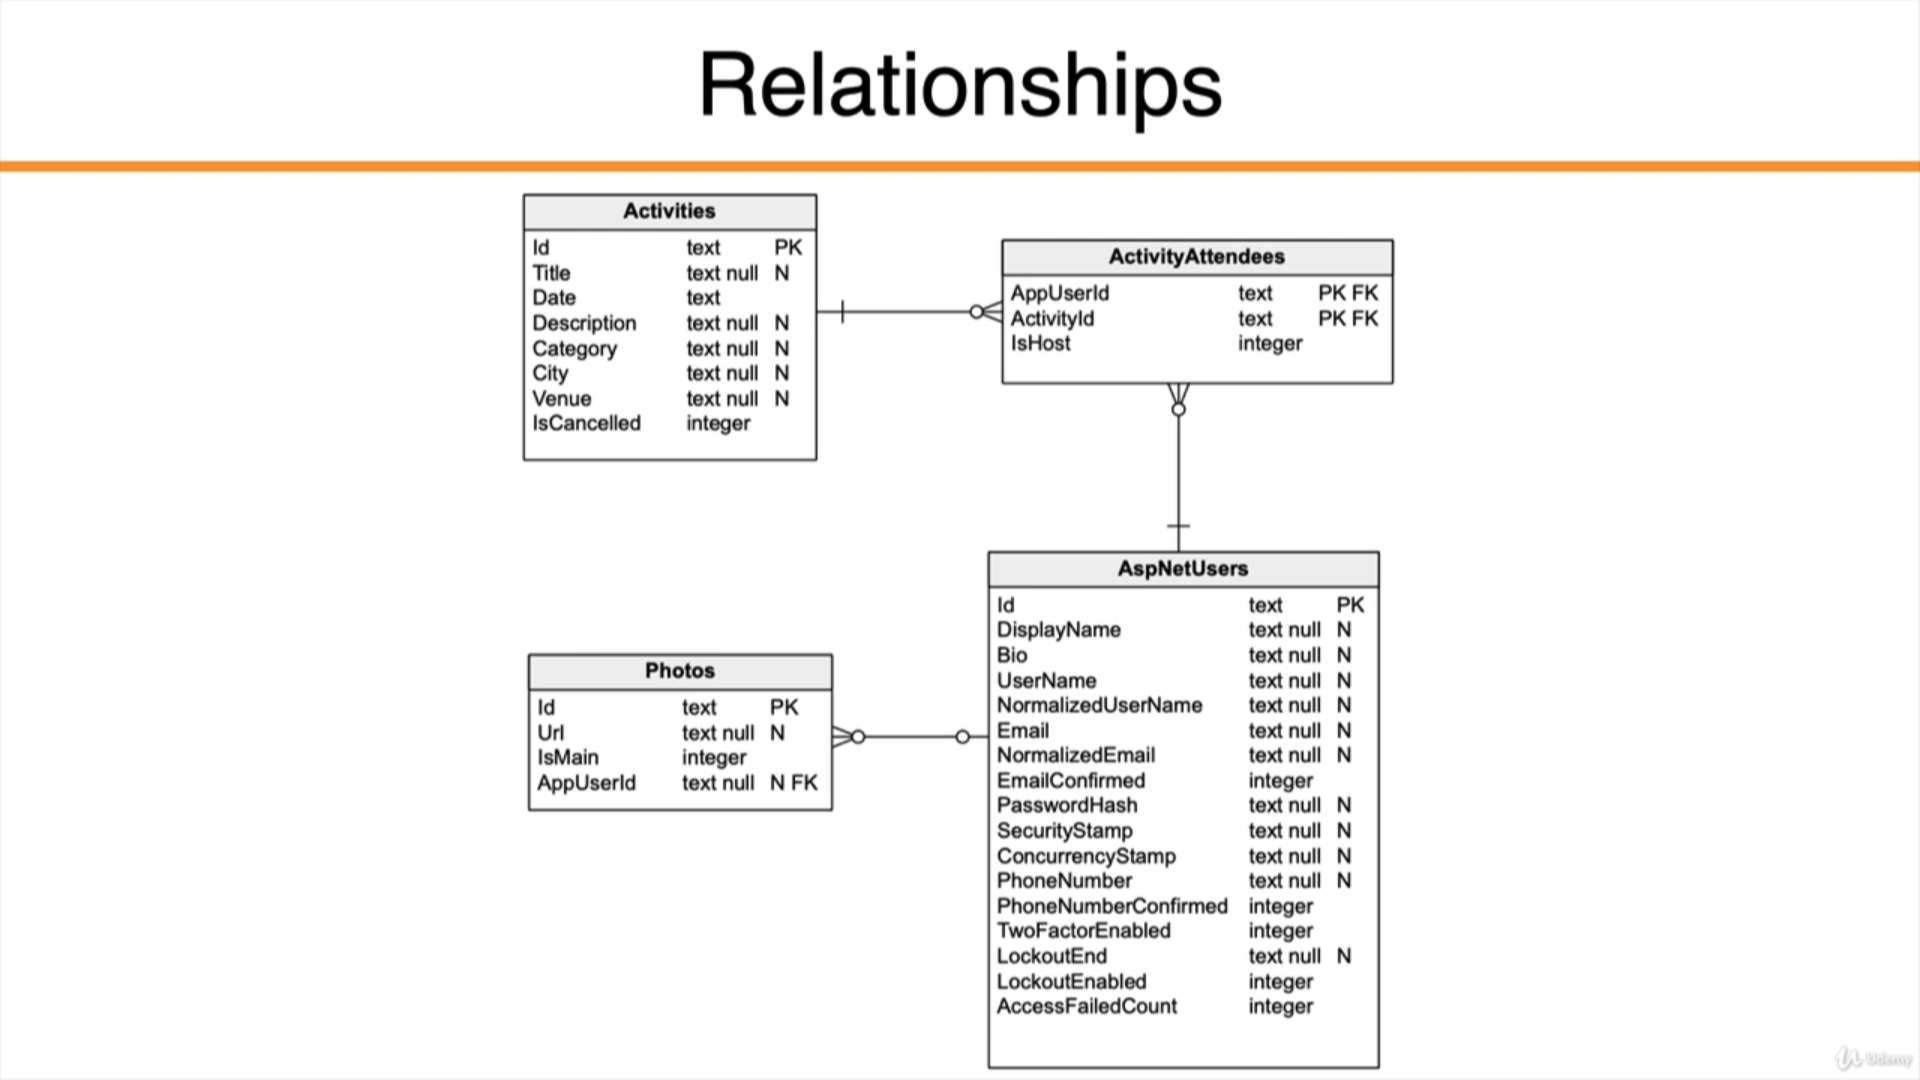 Relationships
Activities
Id text PK
Title text null N
Date text
Description text null N
Category text null N
City text null N
Venue text null N
IsCancelled integer
ActivityAttendees
AppUserId text PK FK
ActivityId text PK FK
IsHost integer
Photos
Id text PK
Url text null N
IsMain integer
AppUserId text null N FK
AspNetUsers
Id text PK
DisplayName text null N
Bio text null N
UserName text null N
NormalizedUserName text null N
Email text null N
NormalizedEmail text null N
EmailConfirmed integer
PasswordHash text null N
SecurityStamp text null N
ConcurrencyStamp text null N
PhoneNumber text null N
PhoneNumberConfirmed integer
TwoFactorEnabled integer
LockoutEnd text null N
LockoutEnabled integer
AccessFailedCount integer
Udemy